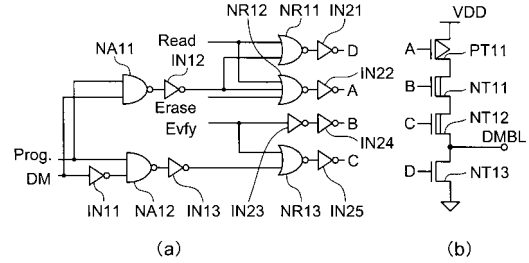 NR12 NR11 IN21
Read
D
NA11
IN12
IN22
A
Erase
Evfy
B
IN24
Prog.
C
DM
IN11 NA12 IN13 IN23 NR13 IN25
(a)
VDD
A
PT11
B
NT11
C
NT12
DMBL
D
NT13
(b)